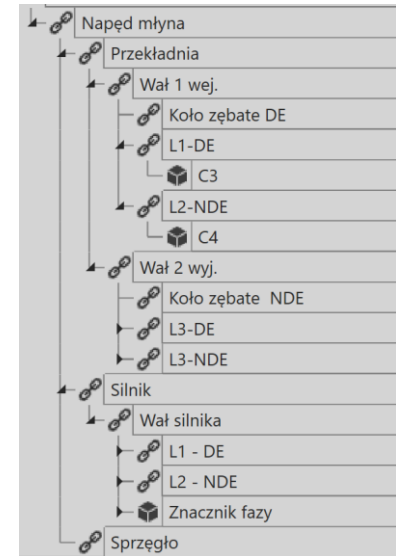 Napęd młyna
Przekładnia
Wał 1 wej.
Koło zębate DE
L1-DE
C3
L2-NDE
C4
Wał 2 wyj.
Koło zębate  NDE
L3-DE
L3-NDE
Silnik
Wał silnika
L1 - DE
L2 - NDE
Znacznik fazy
Sprzęgło